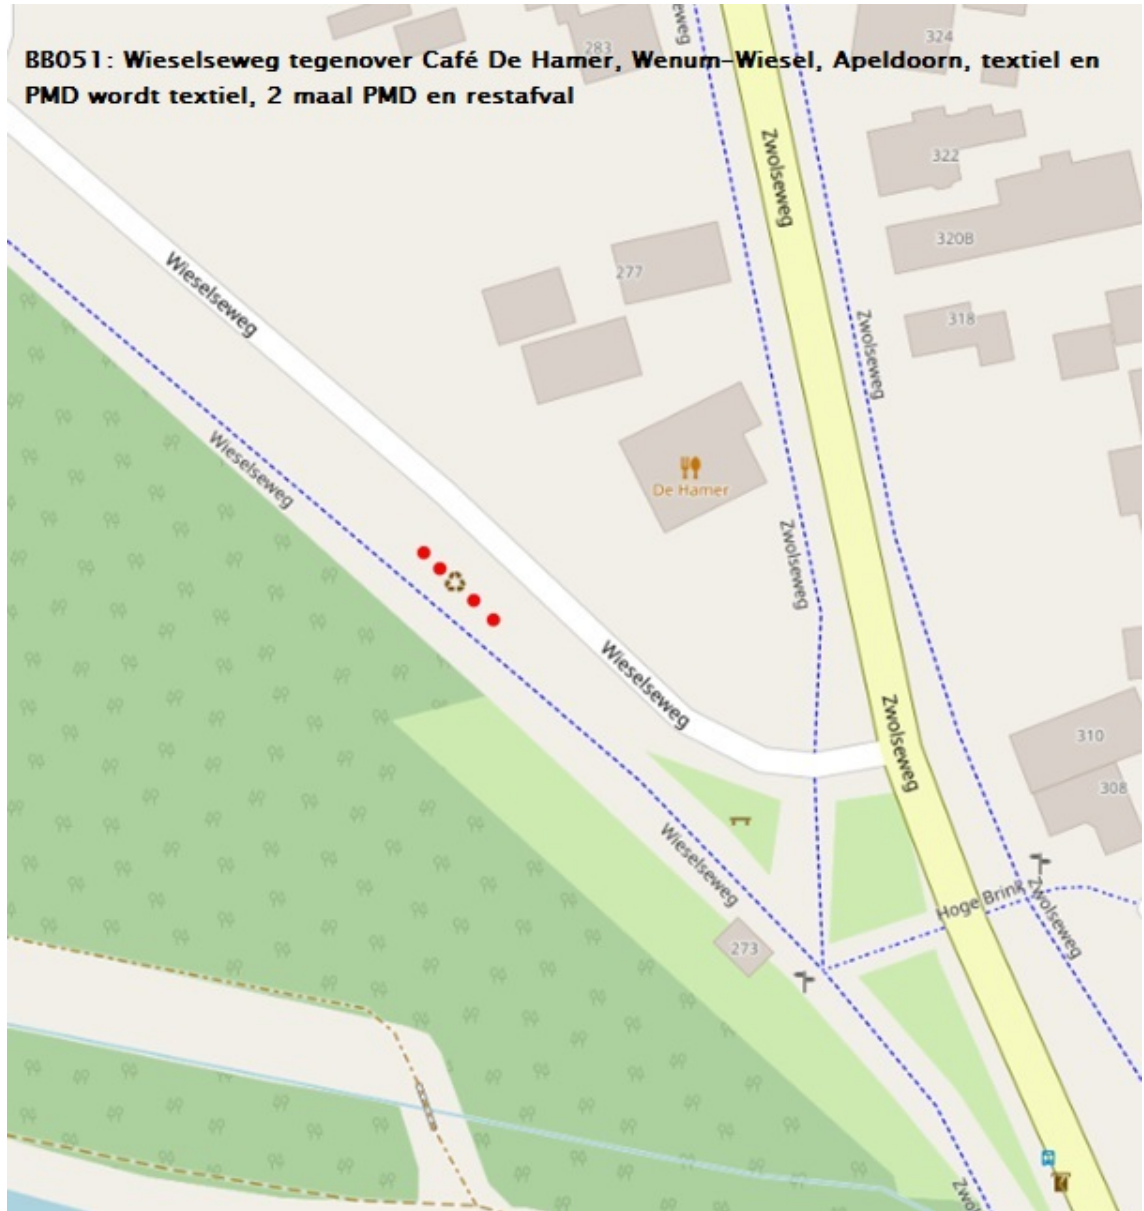 BB051: Wieselseweg tegenover Café De Hamer, Wenum-Wiesel, Apeldoorn, textiel en
PMD wordt textiel, 2 maal PMD en restafval
weg
283
324
Zwolseweg
322
320B
Wieselseweg
277
318
Zwolseweg
Wieselseweg
De Hamer
Zwolseweg
Wieselseweg
Zwolseweg
310
308
Wieselseweg
Hoge Brink
Zwolseweg
273
Zwol